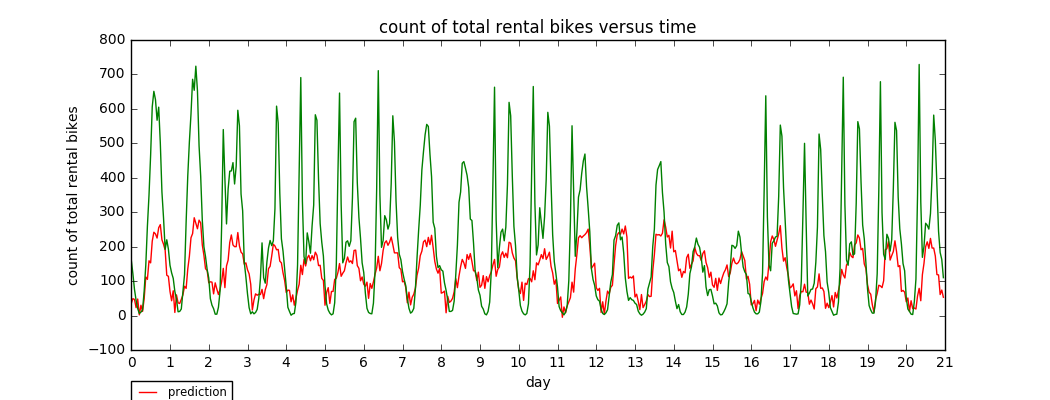 count of total rental bikes versus time
count of total rental bikes
800
700
600
500
400
300
200
100
0
−100
0 1 2 3 4 5 6 7 8 9 10 11 12 13 14 15 16 17 18 19 20 21
day
prediction